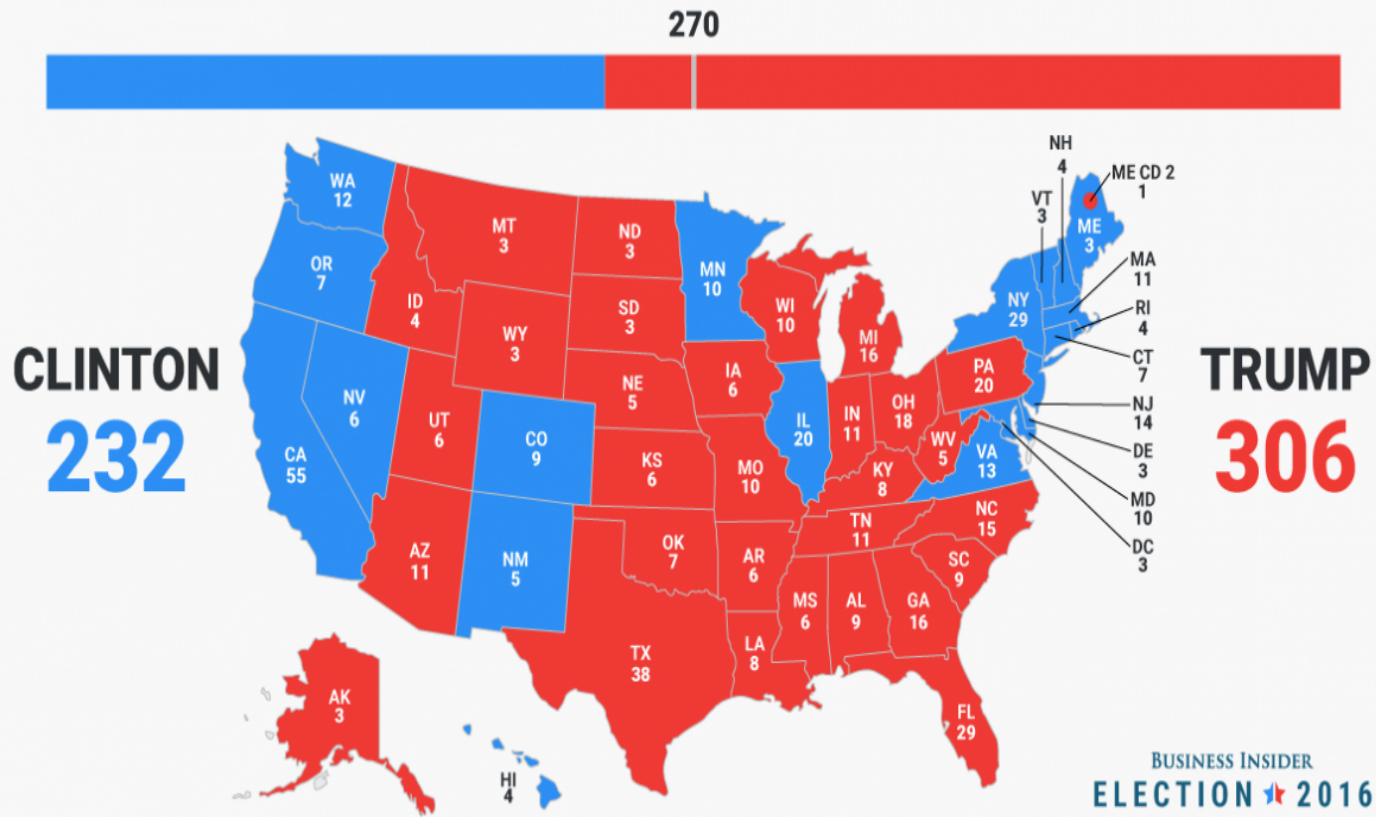 270
NH
4
ME CD 2
1
VT
3
WA
12
MT
3
ND
3
ME
3
OR
7
MN
10
MA
11
ID
4
SD
3
WI
10
NY
29
RI
4
WY
3
MI
16
CT
7
CLINTON
232
TRUMP
306
NV
6
UT
6
CO
9
NE
5
IA
6
PA
20
IL
20
IN
11
OH
18
NJ
14
CA
55
KS
6
MO
10
WV
5
VA
13
DE
3
KY
8
MD
10
NC
15
TN
11
DC
3
AZ
11
NM
5
OK
7
AR
6
SC
9
MS
6
AL
9
GA
16
TX
38
LA
8
AK
3
FL
29
HI
4
BUSINESS INSIDER
ELECTION 2016